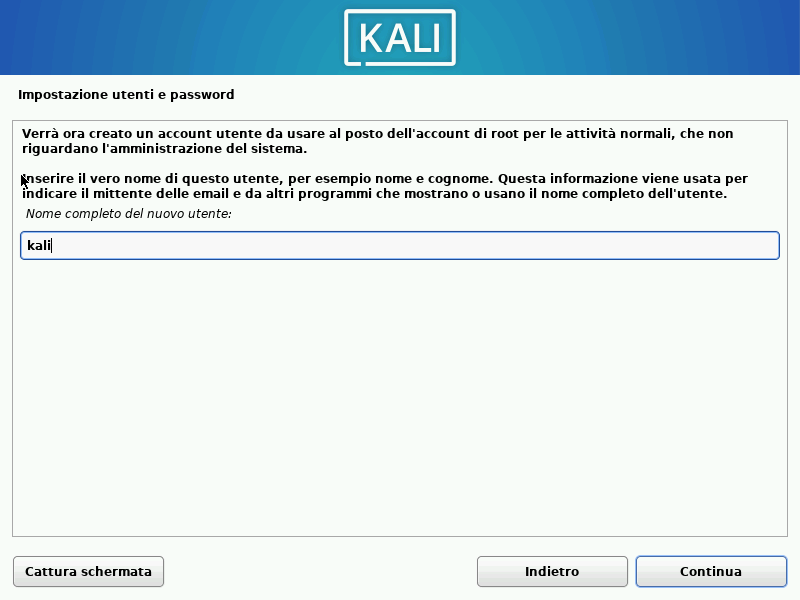 KALI
Impostazione utenti e password
Verrà ora creato un account utente da usare al posto dell'account di root per le attività normali, che non
riguardano l'amministrazione del sistema.
Inserire il vero nome di questo utente, per esempio nome e cognome. Questa informazione viene usata per
indicare il mittente delle email e da altri programmi che mostrano o usano il nome completo dell'utente.
Nome completo del nuovo utente:
kali
Cattura schermata
Indietro
Continua